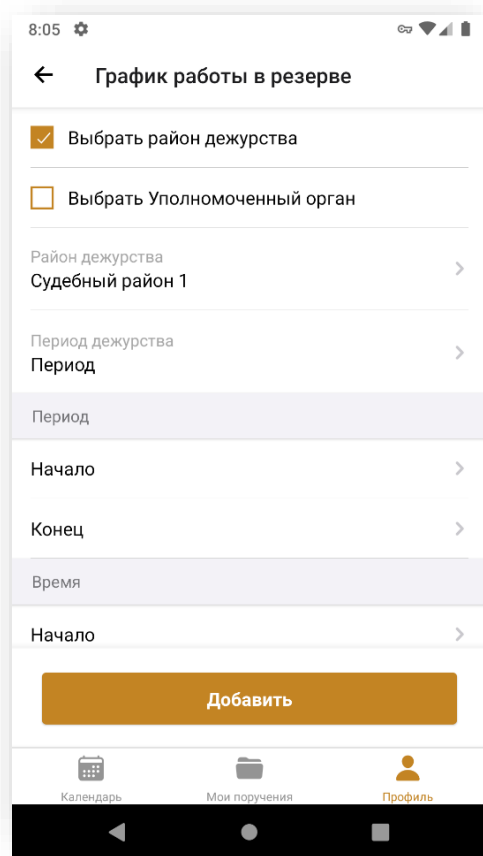 8:05
График работы в резерве
Выбрать район дежурства
Выбрать Уполномоченный орган
Район дежурства
Судебный район 1
Период дежурства
Период
Период
Начало
Конец
Время
Начало
Добавить
Календарь Мои поручения Профиль